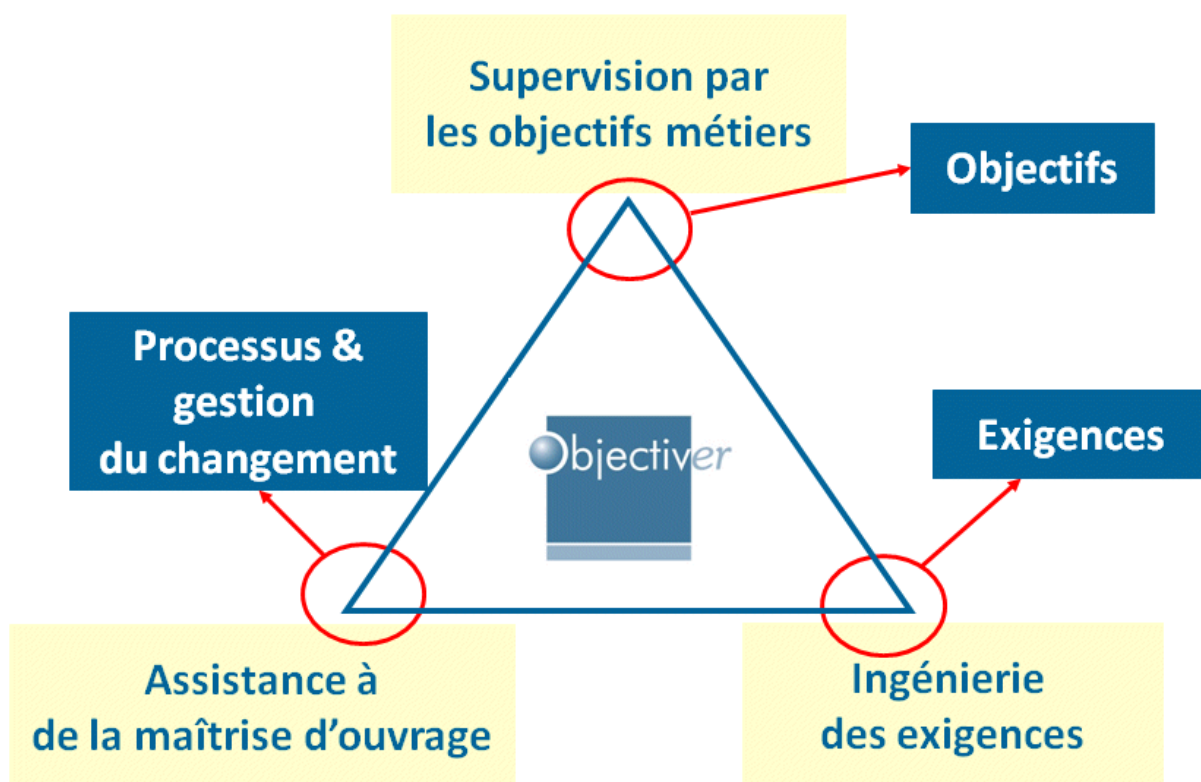 Supervision par
les objectifs métiers
Objectifs
Processus &
gestion
du changement
Objectiver
Exigences
Assistance à
de la maîtrise d’ouvrage
Ingénierie
des exigences